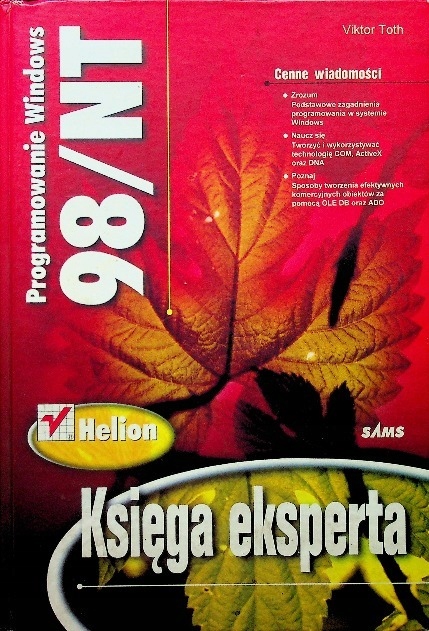 Viktor Toth
Programowanie Windows
98/NT
Cenne wiadomości
Zrozum
Podstawowe zagadnienia
programowania w systemie
Windows
Naucz się
Tworzyć i wykorzystywać
technologię COM, ActiveX
oraz DNA
Poznaj
Sposoby tworzenia efektywnych
komercyjnych obiektów za
pomocą OLE DB oraz ADO
Helion
SAMS
Księga eksperta